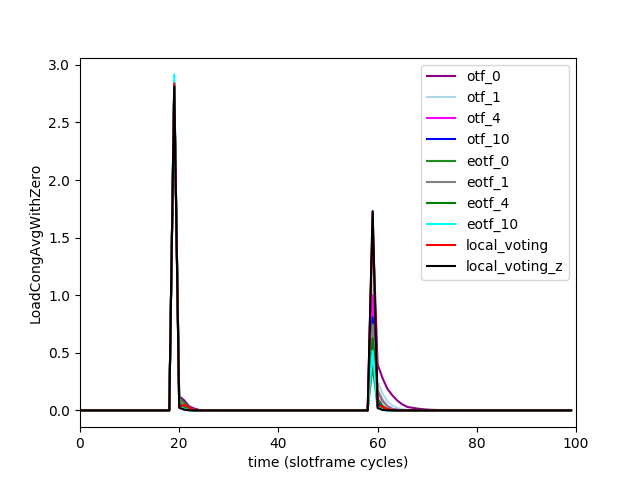 3.0
2.5
2.0
1.5
1.0
0.5
0.0
LoadCongAvgWithZero
0
20
40
60
80
100
time (slotframe cycles)
otf_0
otf_1
otf_4
otf_10
eotf_0
eotf_1
eotf_4
eotf_10
local_voting
local_voting_z